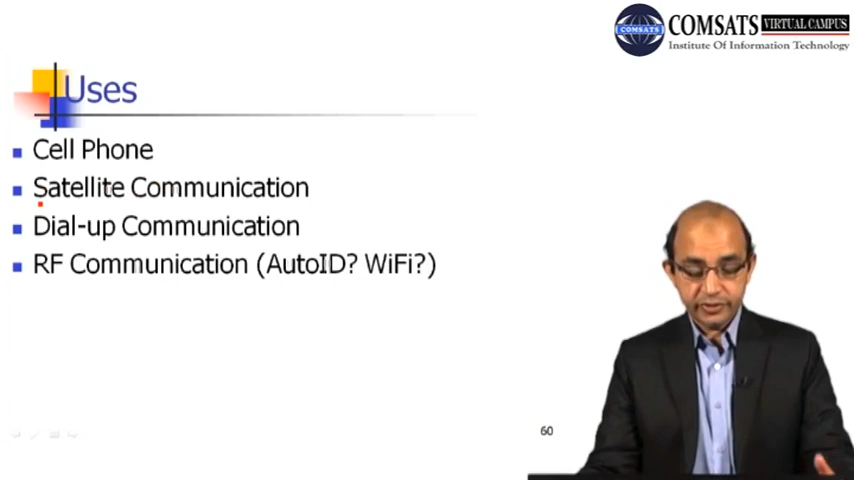 COMSATS
COMSATS VIRTUAL CAMPUS
Institute Of Information Technology
Uses
Cell Phone
Satellite Communication
Dial-up Communication
RF Communication (AutoID? WiFi?)
60